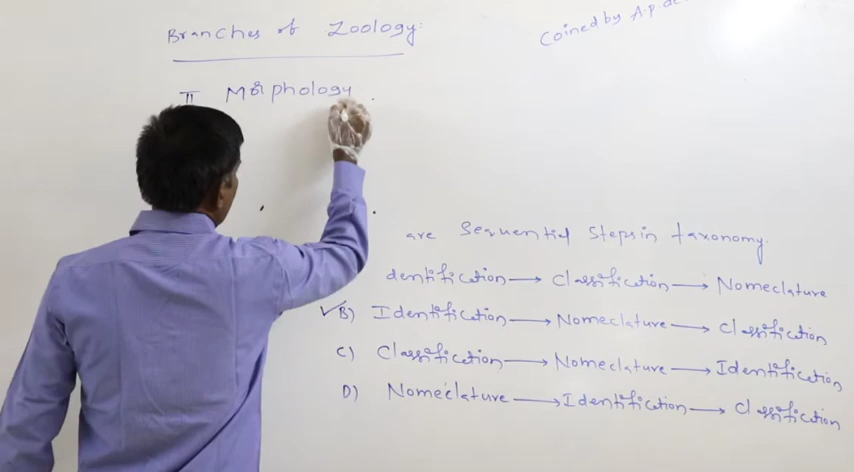 Branches of Zoology:
Coined by A.p. de
II Morphology
are Sequential Steps in taxonomy.
dentification → Classification → Nomeclature
✓B) Identification → Nomeclature → Classification
C) Classification → Nomeclature → Identification
D) Nomeclature → Identification → Classification